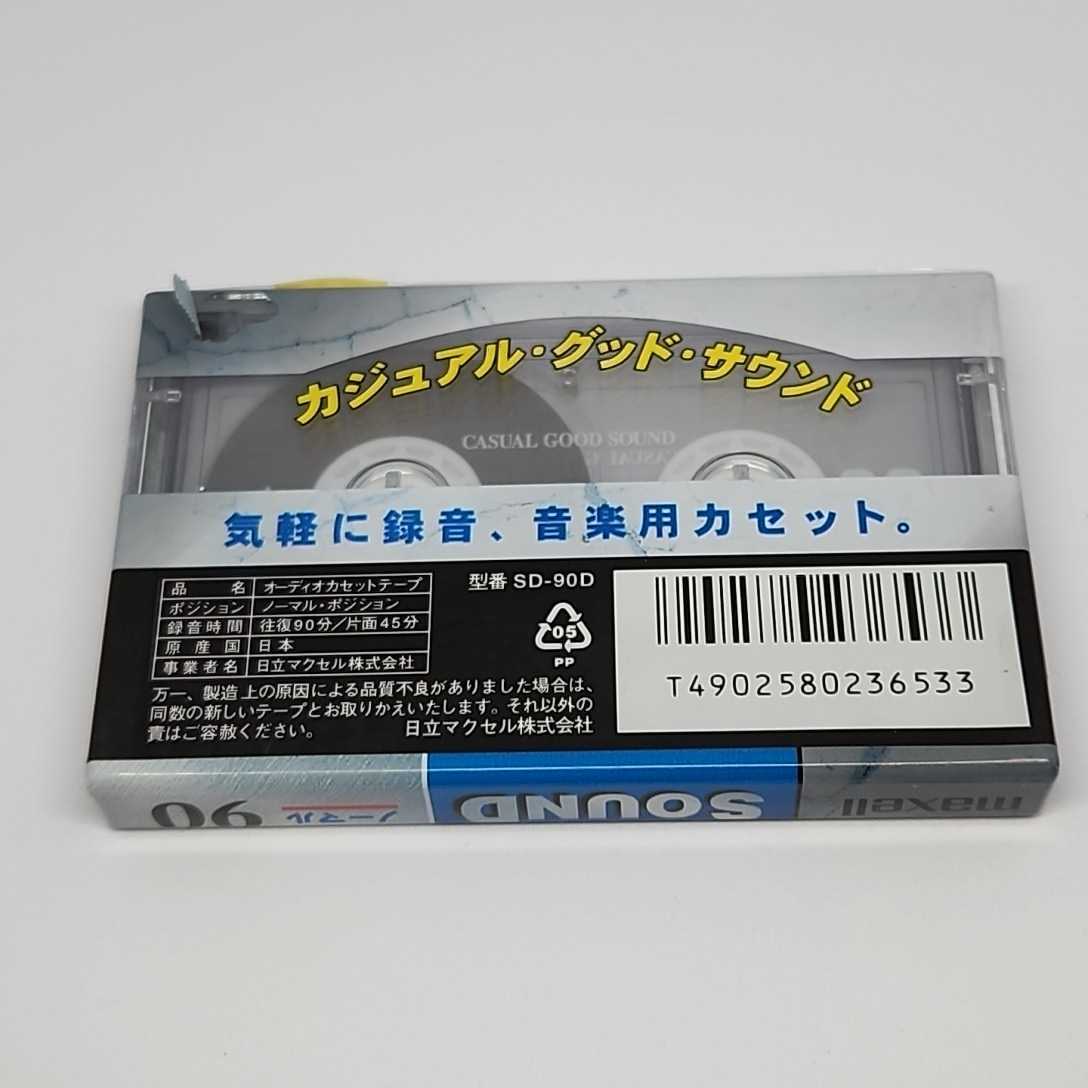 カジュアル・グッド・サウンド
CASUAL GOOD SOUND
気軽に録音、音楽用カセット。
品名 オーディオカセットテープ
ポジション ノーマル・ポジション
録音時間 往復90分／片面45分
原産国 日本
事業者名 日立マクセル株式会社
型番 SD-90D
05
PP
T4902580236533
万一、製造上の原因による品質不良がありました場合は、
同数の新しいテープとお取りかえいたします。それ以外の
責はご容赦ください。 日立マクセル株式会社
maxell SOUND ノーマル 90